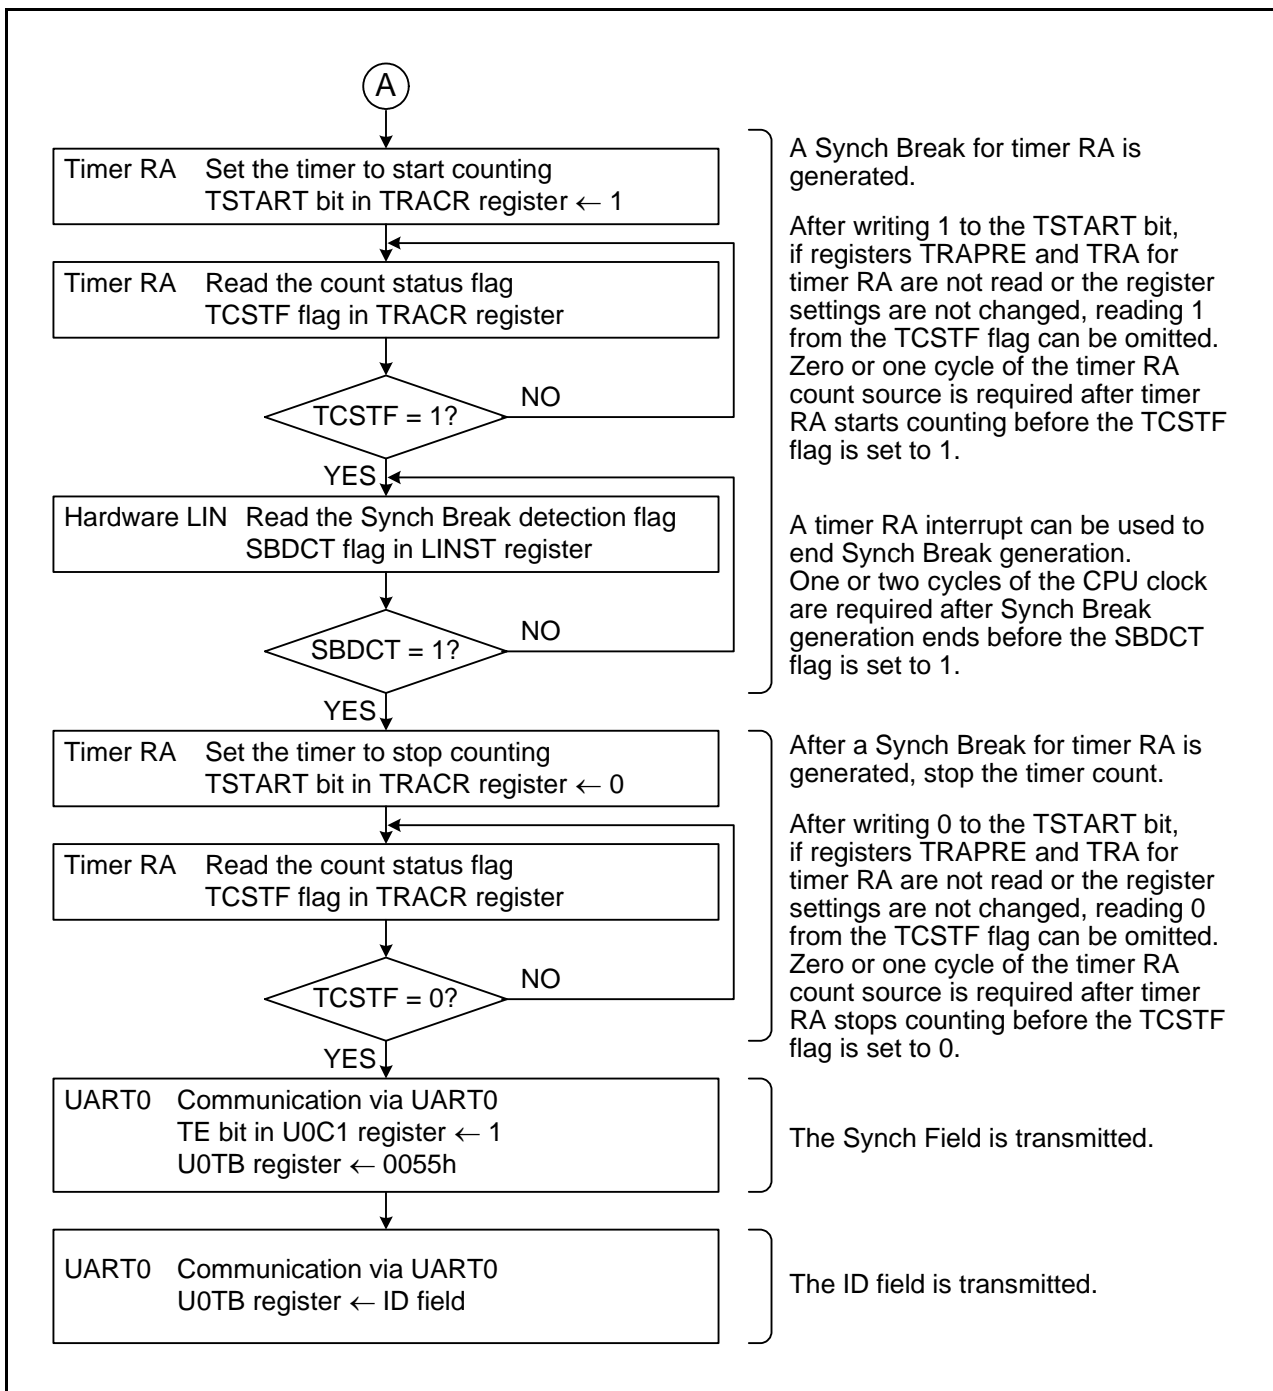 A
Timer RA Set the timer to start counting
TSTART bit in TRACR register ← 1
Timer RA Read the count status flag
TCSTF flag in TRACR register
TCSTF = 1?
NO
YES
Hardware LIN Read the Synch Break detection flag
SBDCT flag in LINST register
SBDCT = 1?
NO
YES
A Synch Break for timer RA is
generated.
After writing 1 to the TSTART bit,
if registers TRAPRE and TRA for
timer RA are not read or the register
settings are not changed, reading 1
from the TCSTF flag can be omitted.
Zero or one cycle of the timer RA
count source is required after timer
RA starts counting before the TCSTF
flag is set to 1.
A timer RA interrupt can be used to
end Synch Break generation.
One or two cycles of the CPU clock
are required after Synch Break
generation ends before the SBDCT
flag is set to 1.
Timer RA Set the timer to stop counting
TSTART bit in TRACR register ← 0
Timer RA Read the count status flag
TCSTF flag in TRACR register
TCSTF = 0?
NO
YES
After a Synch Break for timer RA is
generated, stop the timer count.
After writing 0 to the TSTART bit,
if registers TRAPRE and TRA for
timer RA are not read or the register
settings are not changed, reading 0
from the TCSTF flag can be omitted.
Zero or one cycle of the timer RA
count source is required after timer
RA stops counting before the TCSTF
flag is set to 0.
UART0 Communication via UART0
TE bit in U0C1 register ← 1
U0TB register ← 0055h
The Synch Field is transmitted.
UART0 Communication via UART0
U0TB register ← ID field
The ID field is transmitted.